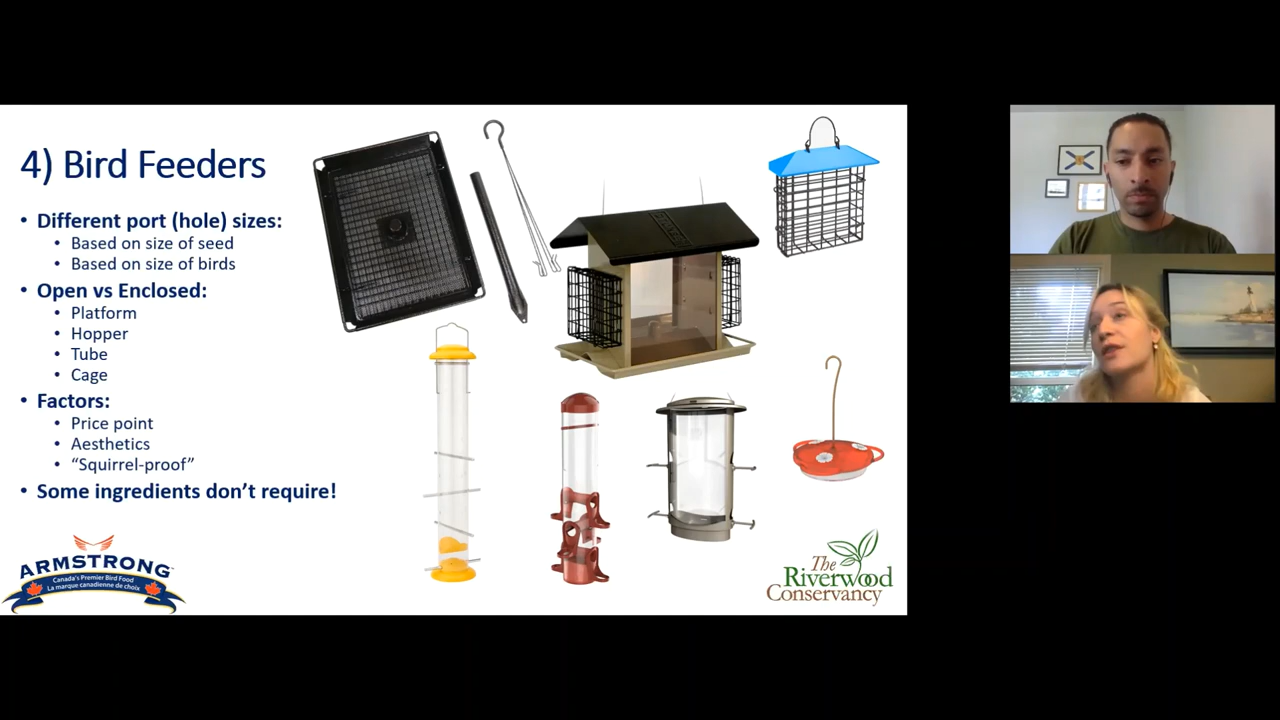 4) Bird Feeders
• Different port (hole) sizes:
• Based on size of seed
• Based on size of birds
• Open vs Enclosed:
• Platform
• Hopper
• Tube
• Cage
• Factors:
• Price point
• Aesthetics
• “Squirrel-proof”
• Some ingredients don’t require!
ARMSTRONG
Canada's Premier Bird Food
La marque canadienne de choix
The
Riverwood
Conservancy